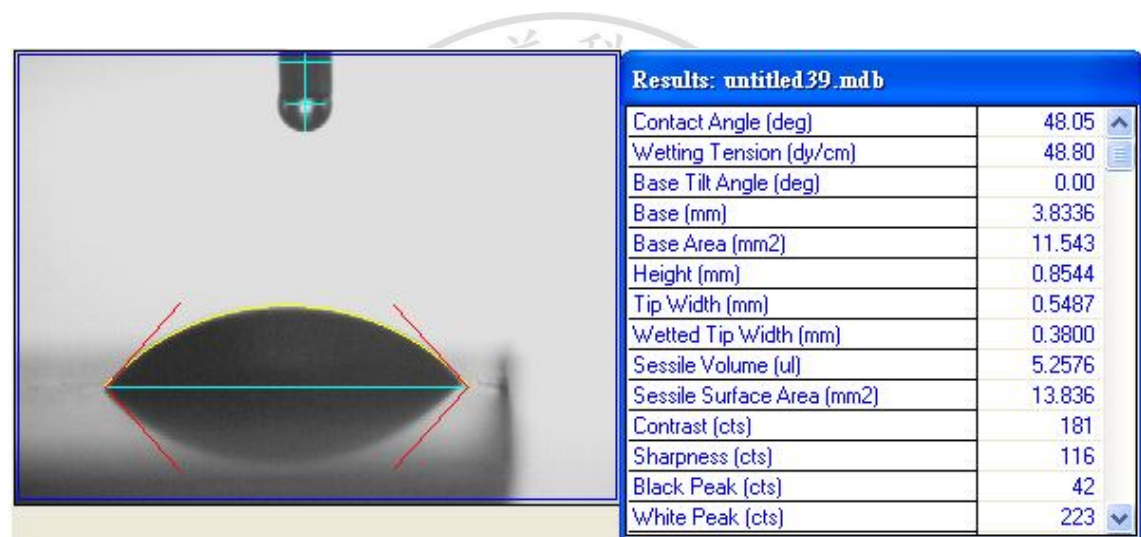 Results: untitled39.mdb
Contact Angle (deg) 48.05
Wetting Tension (dy/cm) 48.80
Base Tilt Angle (deg) 0.00
Base (mm) 3.8336
Base Area (mm2) 11.543
Height (mm) 0.8544
Tip Width (mm) 0.5487
Wetted Tip Width (mm) 0.3800
Sessile Volume (ul) 5.2576
Sessile Surface Area (mm2) 13.836
Contrast (cts) 181
Sharpness (cts) 116
Black Peak (cts) 42
White Peak (cts) 223